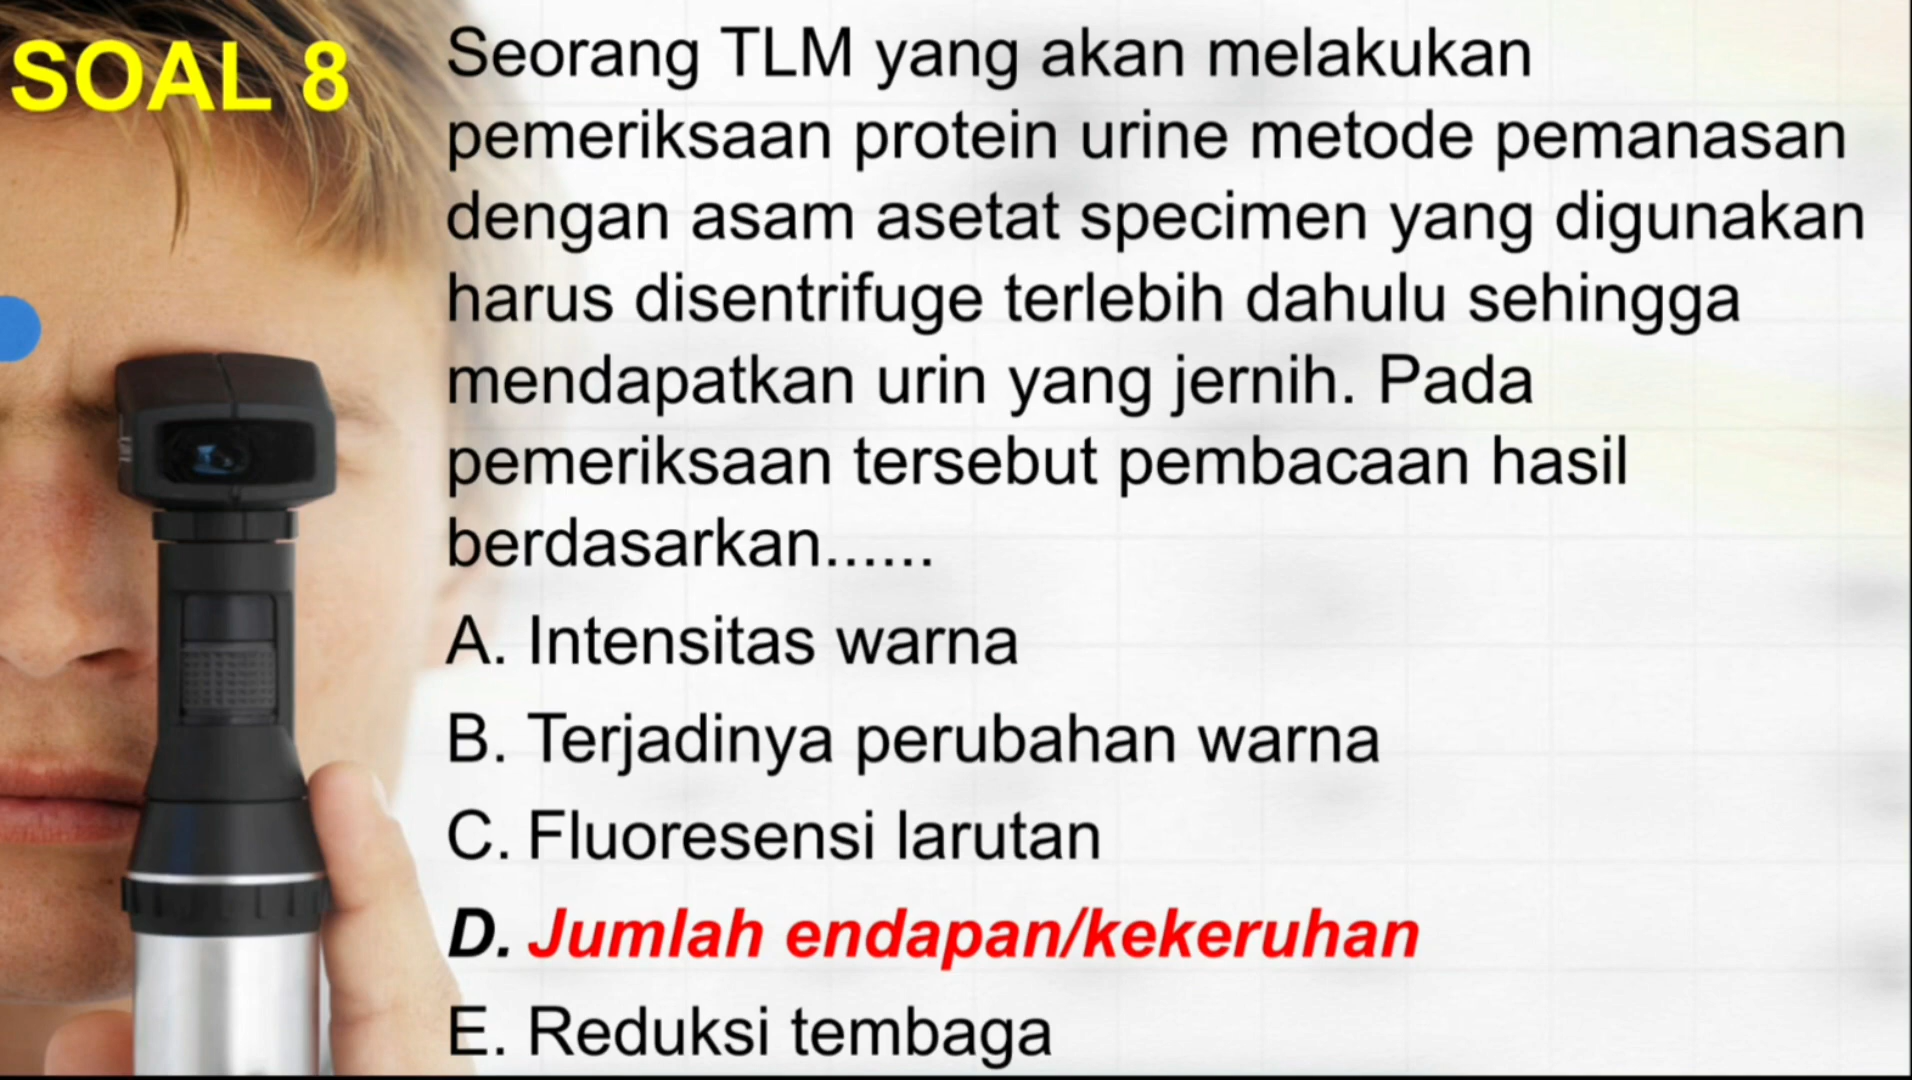 SOAL 8
Seorang TLM yang akan melakukan
pemeriksaan protein urine metode pemanasan
dengan asam asetat specimen yang digunakan
harus disentrifuge terlebih dahulu sehingga
mendapatkan urin yang jernih. Pada
pemeriksaan tersebut pembacaan hasil
berdasarkan......
A. Intensitas warna
B. Terjadinya perubahan warna
C. Fluoresensi larutan
D. Jumlah endapan/kekeruhan
E. Reduksi tembaga